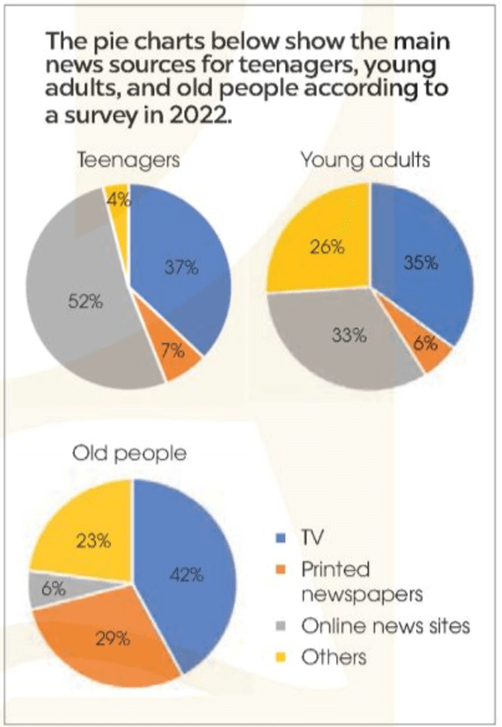 The pie charts below show the main
news sources for teenagers, young
adults, and old people according to
a survey in 2022.
Teenagers
4%
37%
52%
7%
Young adults
26%
35%
33%
6%
Old people
23%
42%
6%
29%
TV
Printed
newspapers
Online news sites
Others